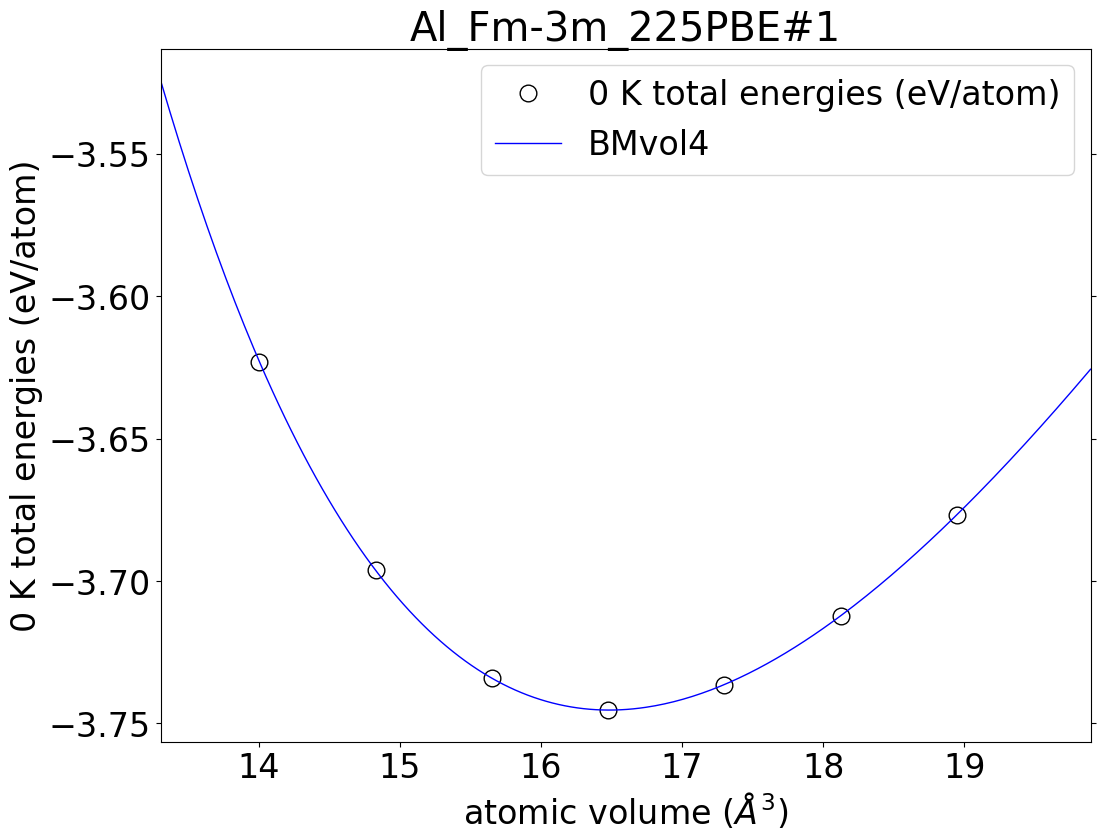 Al_Fm-3m_225PBE#1
0 K total energies (eV/atom)
BMvol4
0 K total energies (eV/atom)
−3.55
−3.60
−3.65
−3.70
−3.75
14 15 16 17 18 19
atomic volume (Å³)